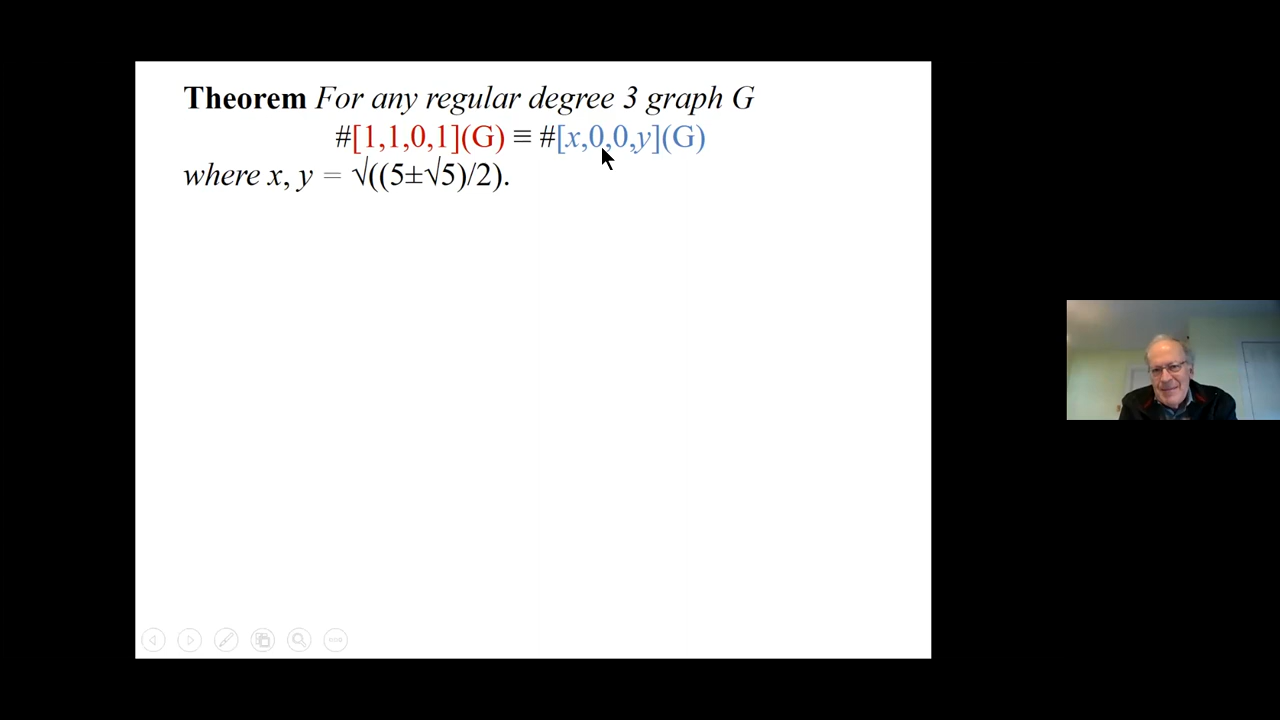 Theorem For any regular degree 3 graph G
#[1,1,0,1](G) ≡ #[x,0,0,y](G)
where x, y = √((5±√5)/2).